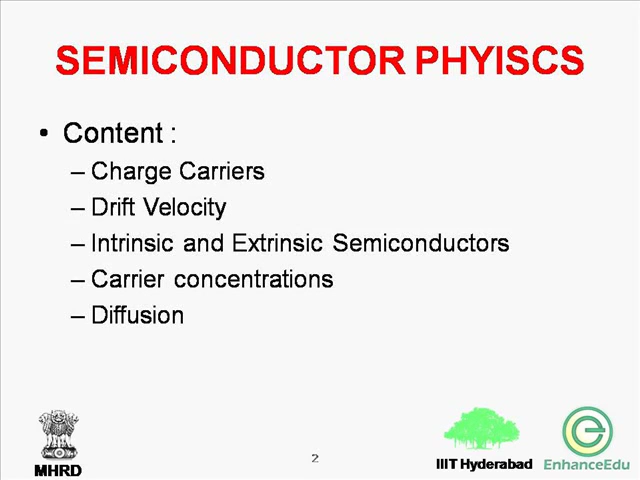 SEMICONDUCTOR PHYISCS
• Content :
– Charge Carriers
– Drift Velocity
– Intrinsic and Extrinsic Semiconductors
– Carrier concentrations
– Diffusion
MHRD
2
IIIT Hyderabad
EnhanceEdu